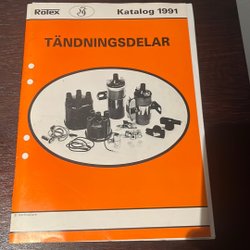 Rotex Katalog 1991
TÄNDNINGSDELAR